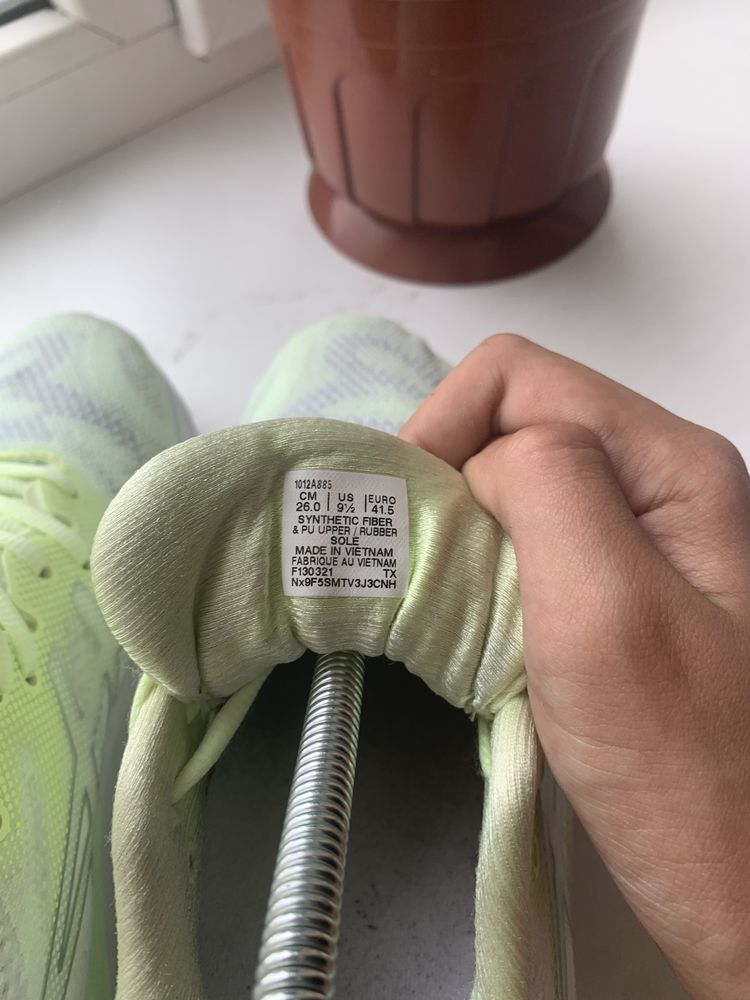 1012A885
CM | US | EURO
26.0 | 9½ | 41.5
SYNTHETIC FIBER
& PU UPPER / RUBBER
SOLE
MADE IN VIETNAM
FABRIQUE AU VIETNAM
F130321 TX
Nx9F5SMTV3J3CNH